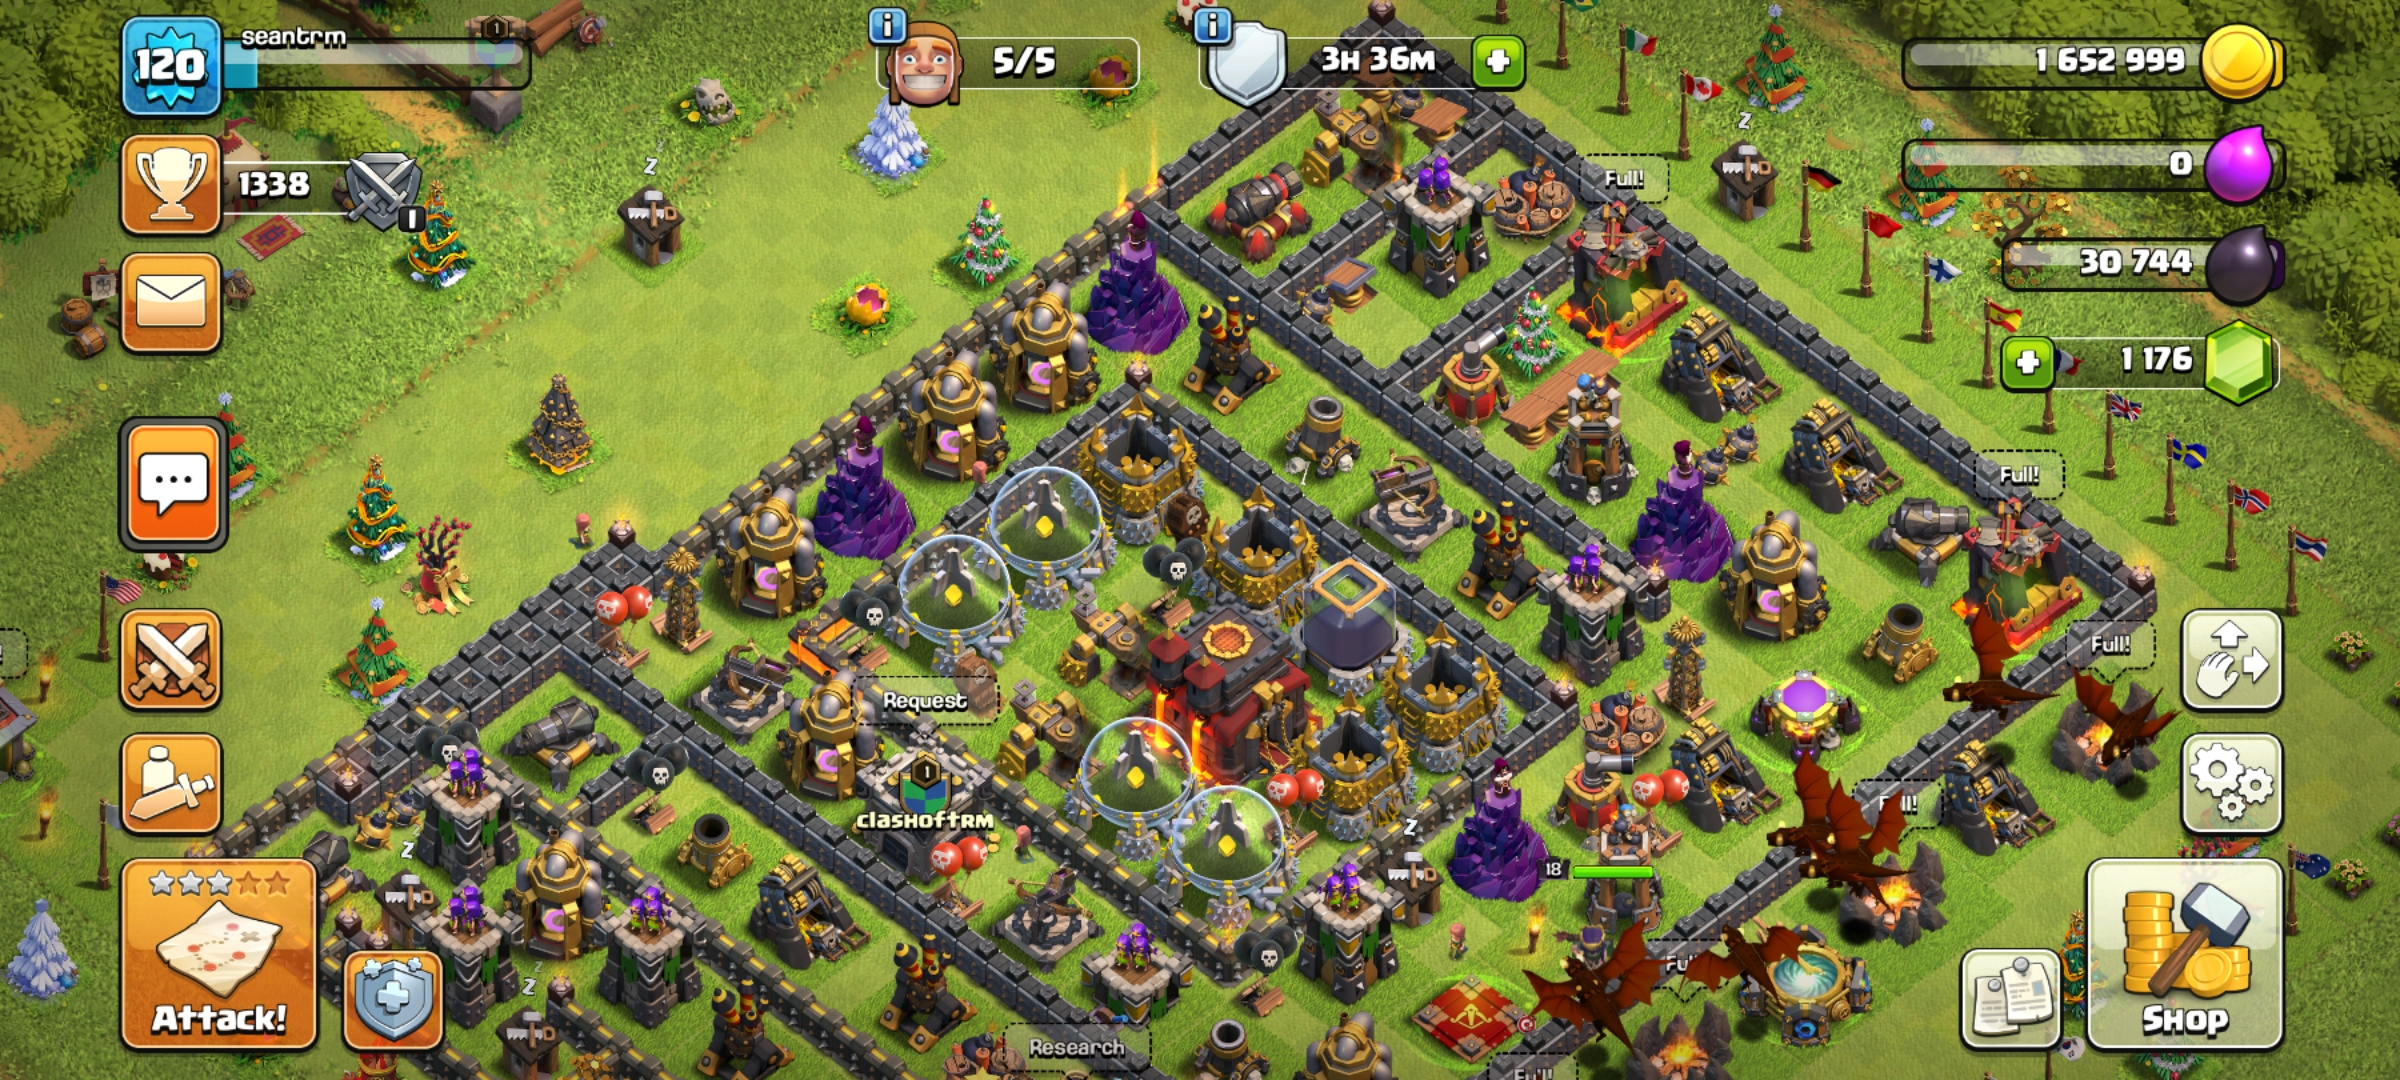 120
seantrm
5/5
3H 36M
1 652 999
1338
I
z
z
Full!
0
30 744
1 176
Full!
Full!
Request
1
clashofTRM
Full!
z
z
18
z
z
Attack!
Research
Shop